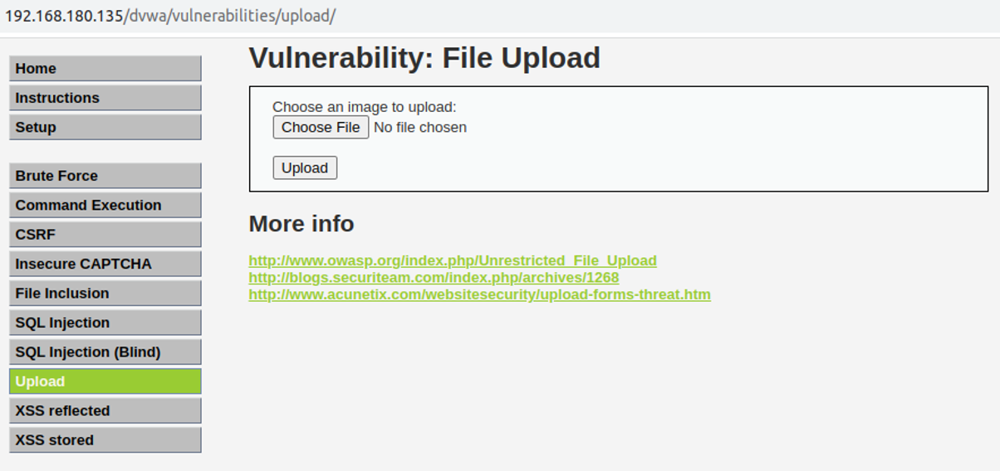 192.168.180.135/dvwa/vulnerabilities/upload/
Home
Instructions
Setup
Brute Force
Command Execution
CSRF
Insecure CAPTCHA
File Inclusion
SQL Injection
SQL Injection (Blind)
Upload
XSS reflected
XSS stored
Vulnerability: File Upload
Choose an image to upload:
Choose File No file chosen
Upload
More info
http://www.owasp.org/index.php/Unrestricted_File_Upload
http://blogs.securiteam.com/index.php/archives/1268
http://www.acunetix.com/websitesecurity/upload-forms-threat.htm